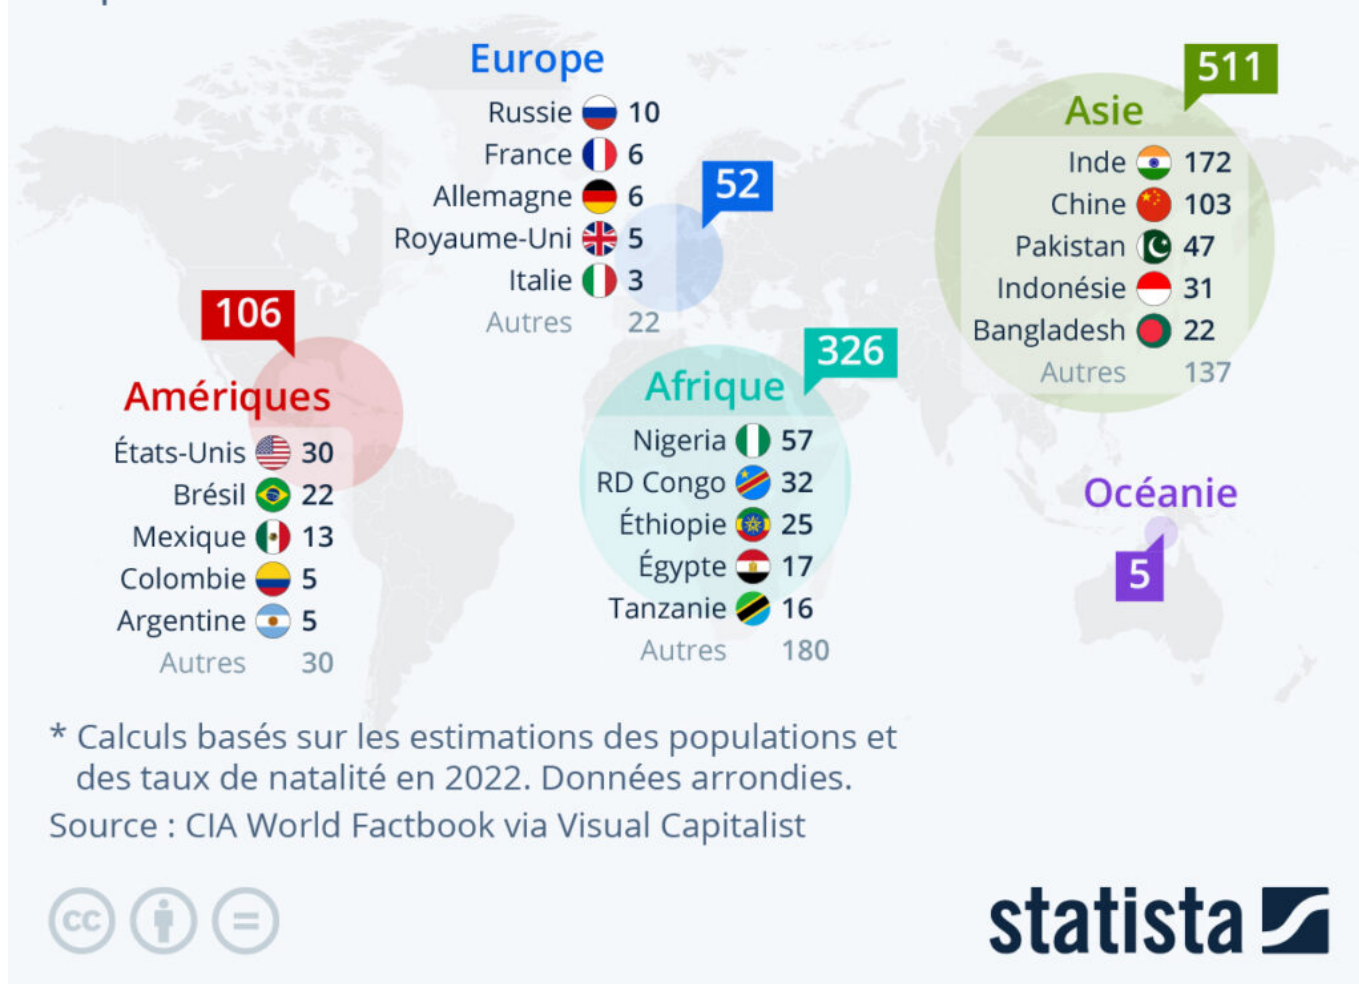 Europe
Russie 10
France 6
Allemagne 6
Royaume-Uni 5
Italie 3
Autres 22
52
511
Asie
Inde 172
Chine 103
Pakistan 47
Indonésie 31
Bangladesh 22
Autres 137
106
Amériques
États-Unis 30
Brésil 22
Mexique 13
Colombie 5
Argentine 5
Autres 30
326
Afrique
Nigeria 57
RD Congo 32
Éthiopie 25
Égypte 17
Tanzanie 16
Autres 180
Océanie
5
* Calculs basés sur les estimations des populations et
des taux de natalité en 2022. Données arrondies.
Source : CIA World Factbook via Visual Capitalist
cc
statista